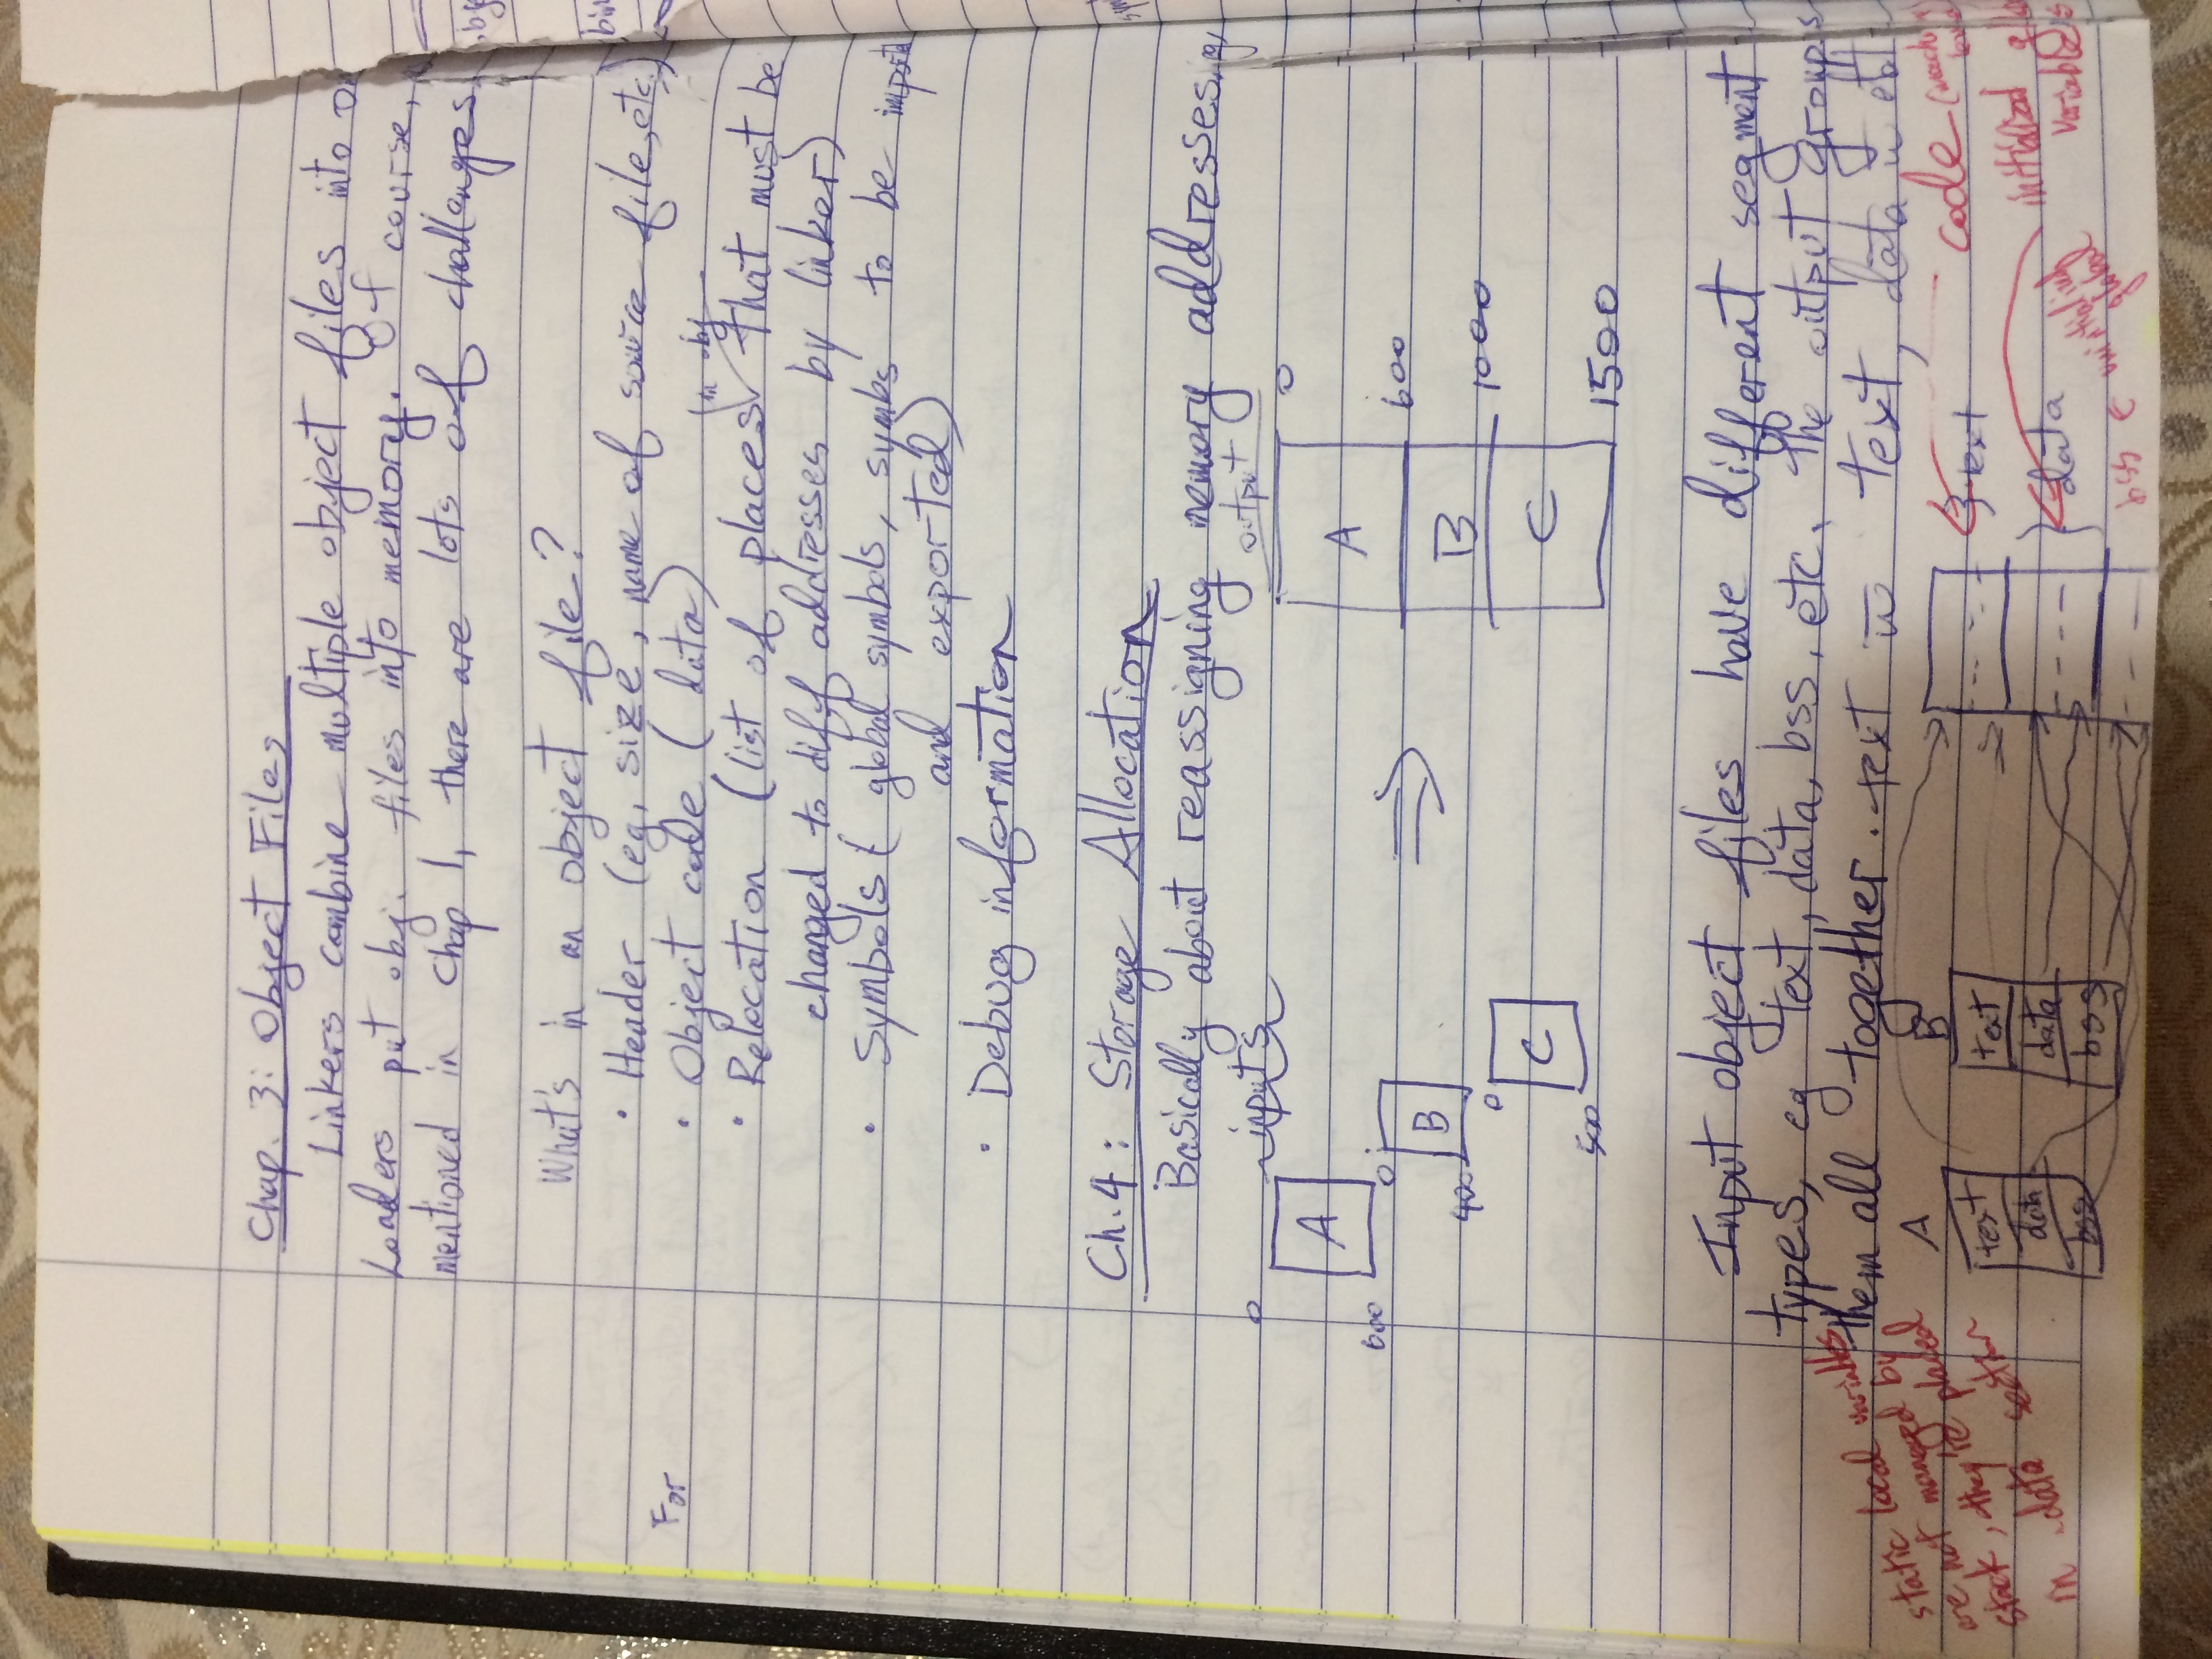 Chap. 3: Object Files
Linkers combine multiple object files into
Loaders put obj. files into memory. Of course,
mentioned in Chap 1, there are lots of challenges
What's in an object file?
• Header (eg, size, name of source file, etc.)
For
• Object code (data)
in obj
• Relocation (list of places that must be
changed to diff addresses by linker)
• Symbols ( global symbols, symbs to be imported
and exported)
• Debug information
Ch. 4: Storage Allocation
Basically about reassigning memory addresses, eg,
inputs output
0 0
A A
600 600
0
B B
400 1000
0
C C
500 1500
Input object files have different segment
types, eg text, data, bss, etc. The output groups
them all together. text w text, data w
static local variables
are not managed by
stack, they're placed
in .data section
A B
text text text
code
data data data
initialized
variables
bss bss
bss ← uninitialized
global